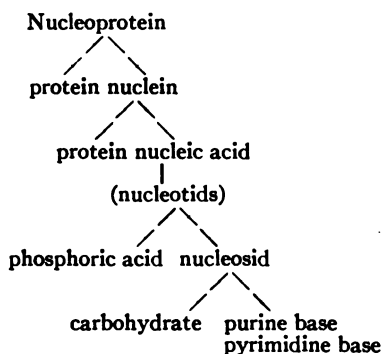 Nucleoprotein
protein nuclein
protein nucleic acid
(nucleotids)
phosphoric acid nucleosid
carbohydrate purine base
pyrimidine base